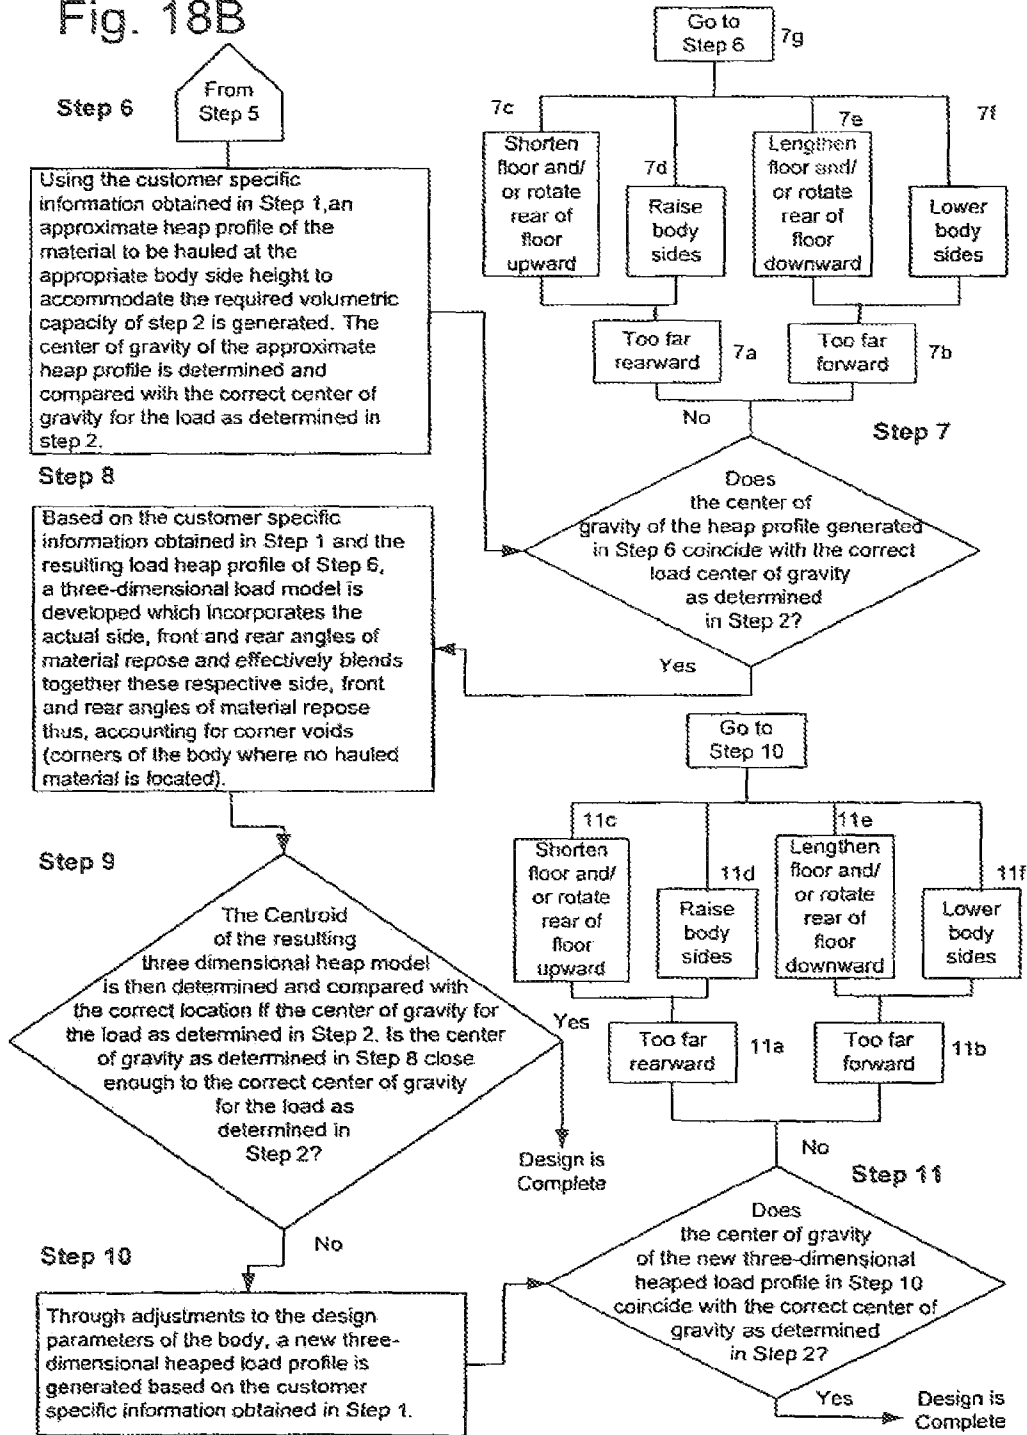 Fig. 18B
Step 6
From
Step 5
Using the customer specific
information obtained in Step 1,an
approximate heap profile of the
material to be hauled at the
appropriate body side height to
accommodate the required volumetric
capacity of step 2 is generated. The
center of gravity of the approximate
heap profile is determined and
compared with the correct center of
gravity for the load as determined in
step 2.
Go to
Step 6
7g
7c
Shorten
floor and/
or rotate
rear of
floor
upward
7d
Raise
body
sides
7e
Lengthen
floor and/
or rotate
rear of
floor
downward
7f
Lower
body
sides
Too far
rearward
7a
Too far
forward
7b
No
Step 7
Does
the center of
gravity of the heap profile generated
in Step 6 coincide with the correct
load center of gravity
as determined
in Step 2?
Yes
Step 8
Based on the customer specific
information obtained in Step 1 and the
resulting load heap profile of Step 6,
a three-dimensional load model is
developed which incorporates the
actual side, front and rear angles of
material repose and effectively blends
together these respective side, front
and rear angles of material repose
thus, accounting for corner voids
(corners of the body where no hauled
material is located).
Step 9
The Centroid
of the resulting
three dimensional heap model
is then determined and compared with
the correct location if the center of gravity for
the load as determined in Step 2. Is the center
of gravity as determined in Step 8 close
enough to the correct center of gravity
for the load as
determined in
Step 2?
Yes
Design is
Complete
No
Step 10
Through adjustments to the design
parameters of the body, a new three-
dimensional heaped load profile is
generated based on the customer
specific information obtained in Step 1.
Go to
Step 10
11c
Shorten
floor and/
or rotate
rear of
floor
upward
11d
Raise
body
sides
11e
Lengthen
floor and/
or rotate
rear of
floor
downward
11f
Lower
body
sides
Too far
rearward
11a
Too far
forward
11b
No
Step 11
Does
the center of gravity
of the new three-dimensional
heaped load profile in Step 10
coincide with the correct center of
gravity as determined
in Step 2?
Yes
Design is
Complete